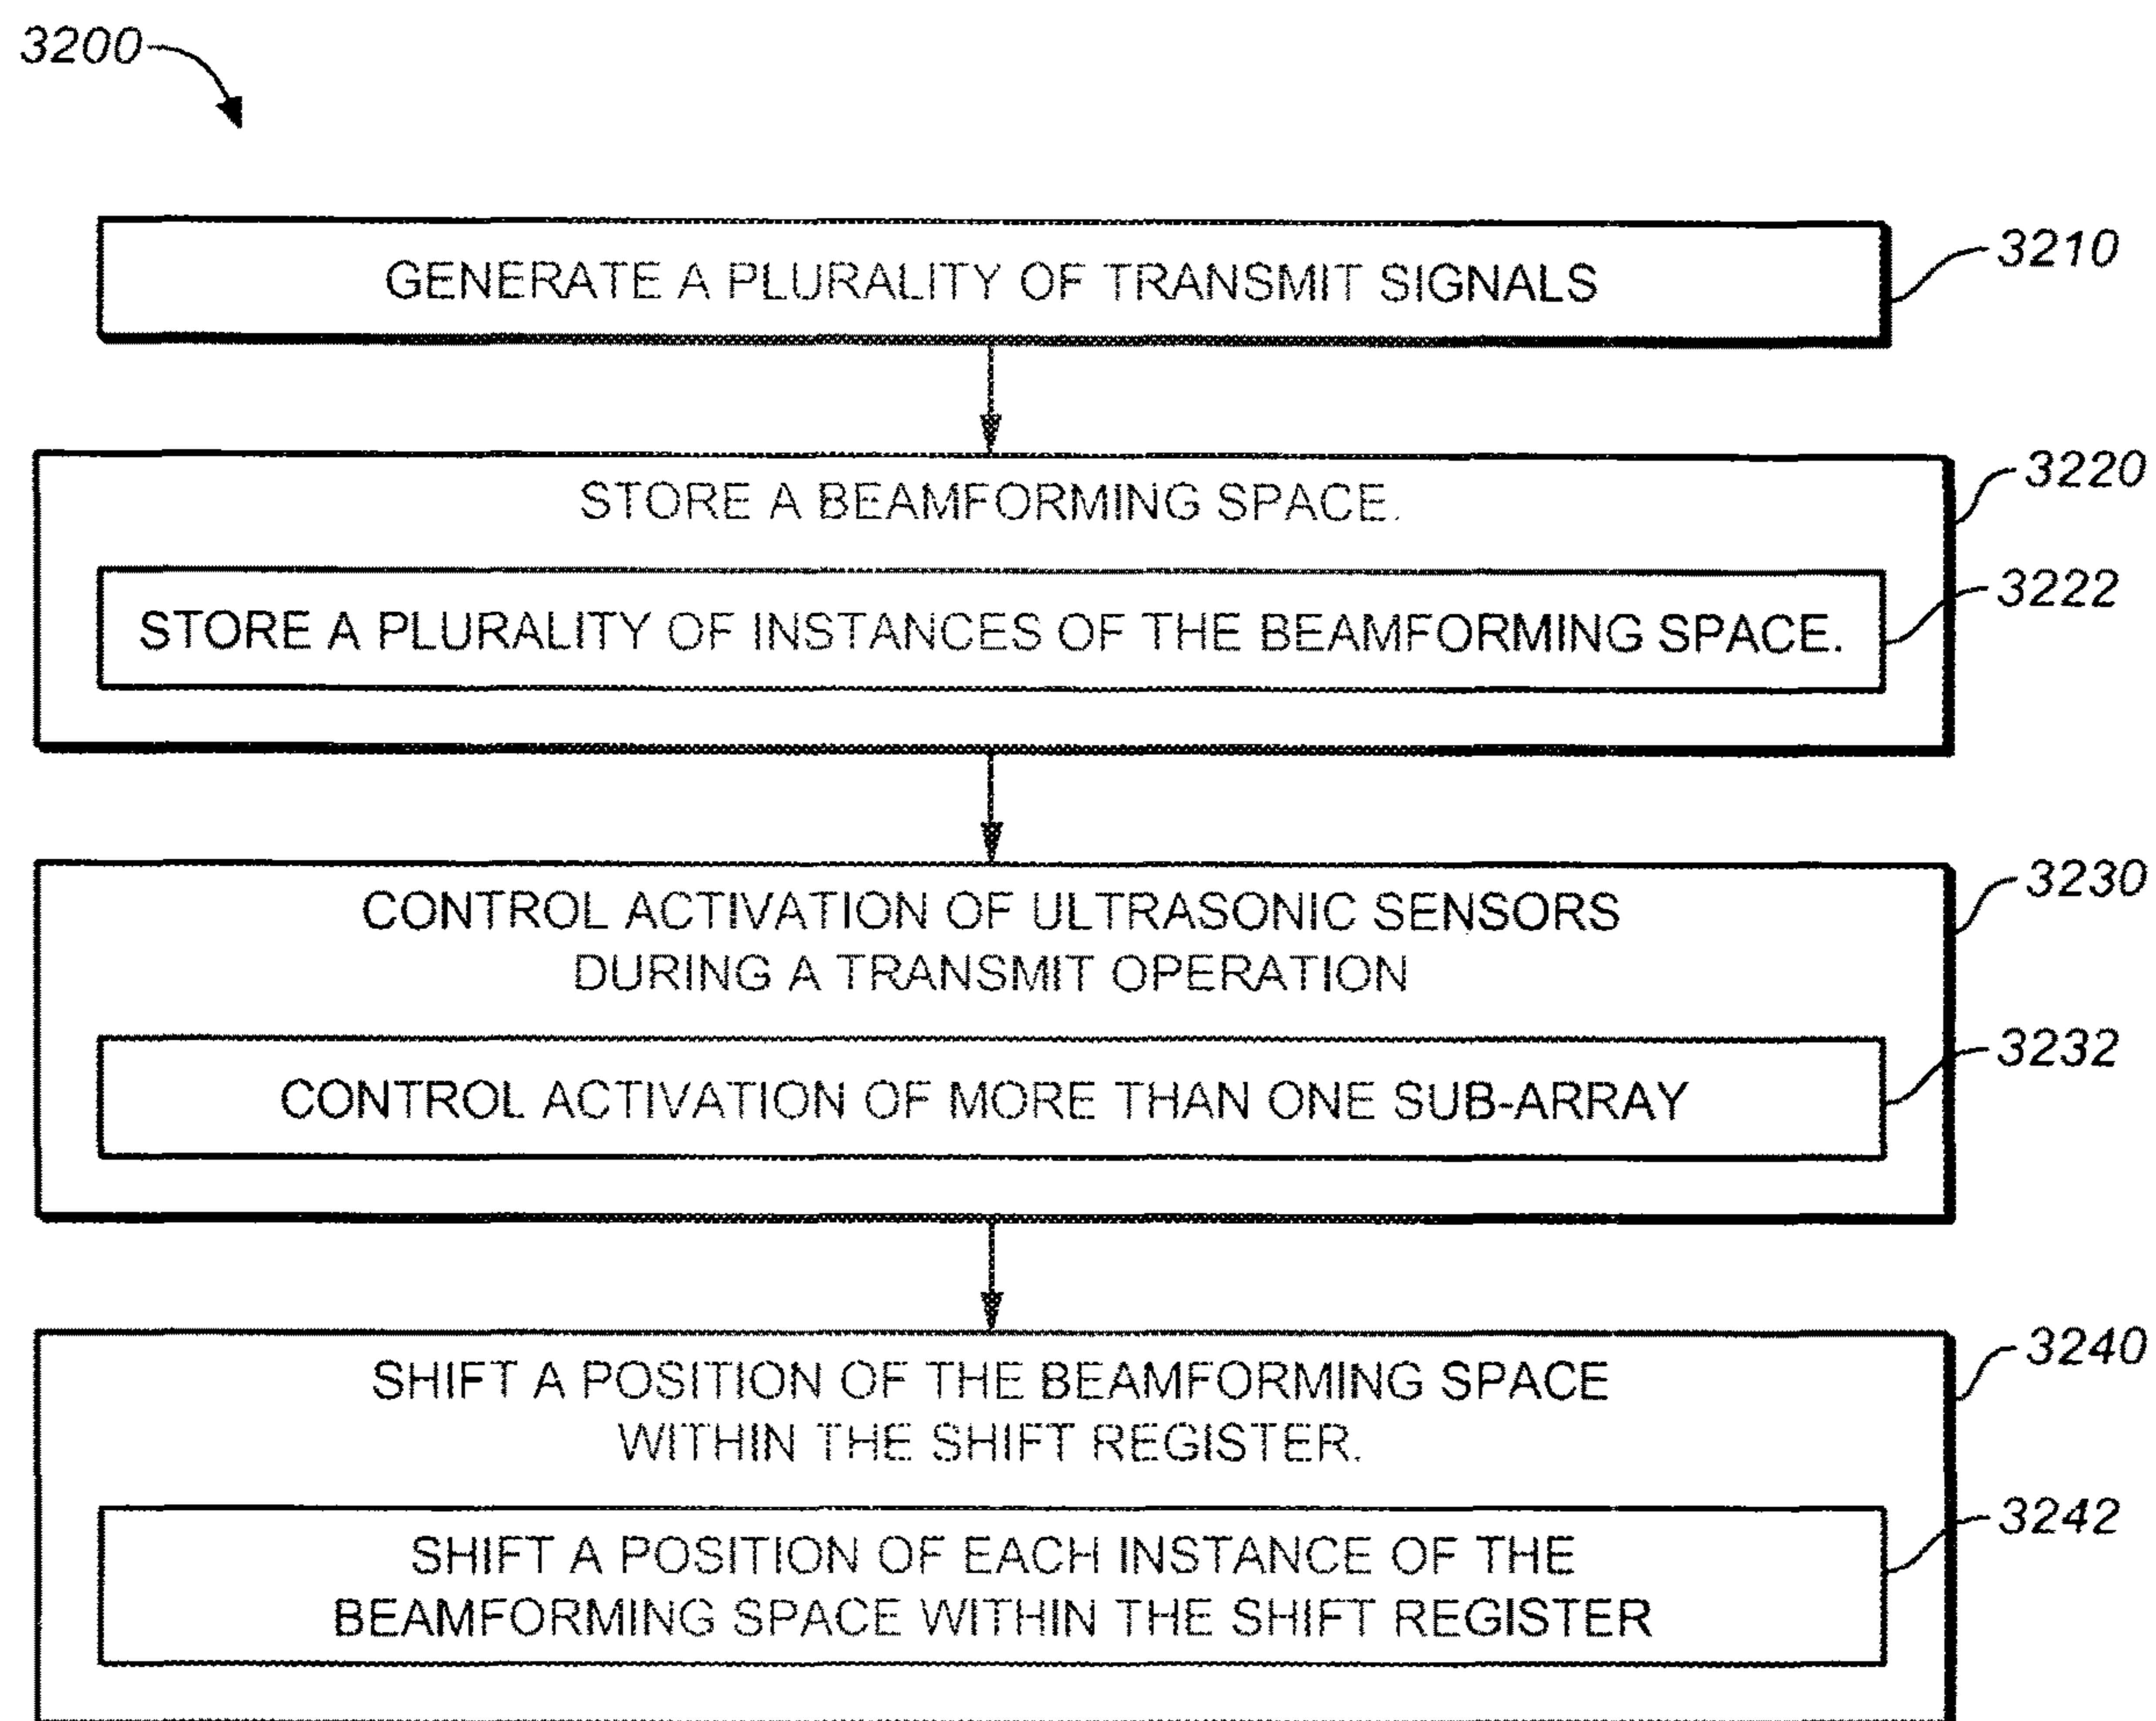 3200
GENERATE A PLURALITY OF TRANSMIT SIGNALS
3210
STORE A BEAMFORMING SPACE.
3220
STORE A PLURALITY OF INSTANCES OF THE BEAMFORMING SPACE.
3222
CONTROL ACTIVATION OF ULTRASONIC SENSORS
DURING A TRANSMIT OPERATION
3230
CONTROL ACTIVATION OF MORE THAN ONE SUB-ARRAY
3232
SHIFT A POSITION OF THE BEAMFORMING SPACE
WITHIN THE SHIFT REGISTER.
3240
SHIFT A POSITION OF EACH INSTANCE OF THE
BEAMFORMING SPACE WITHIN THE SHIFT REGISTER
3242